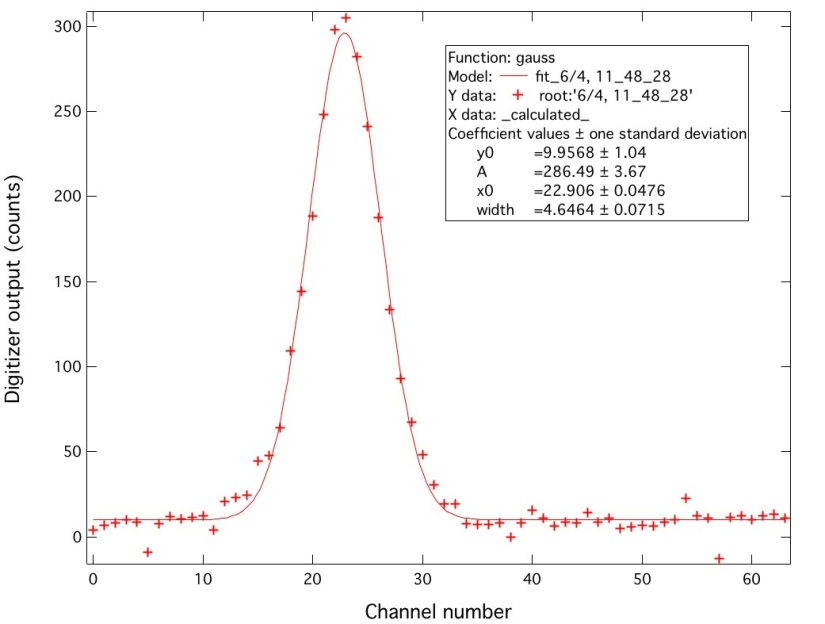 300
250
200
150
100
50
0
Digitizer output (counts)
Function: gauss
Model: fit_6/4, 11_48_28
Y data: root:'6/4, 11_48_28'
X data: _calculated_
Coefficient values ± one standard deviation
y0 =9.9568 ± 1.04
A =286.49 ± 3.67
x0 =22.906 ± 0.0476
width =4.6464 ± 0.0715
0 10 20 30 40 50 60
Channel number